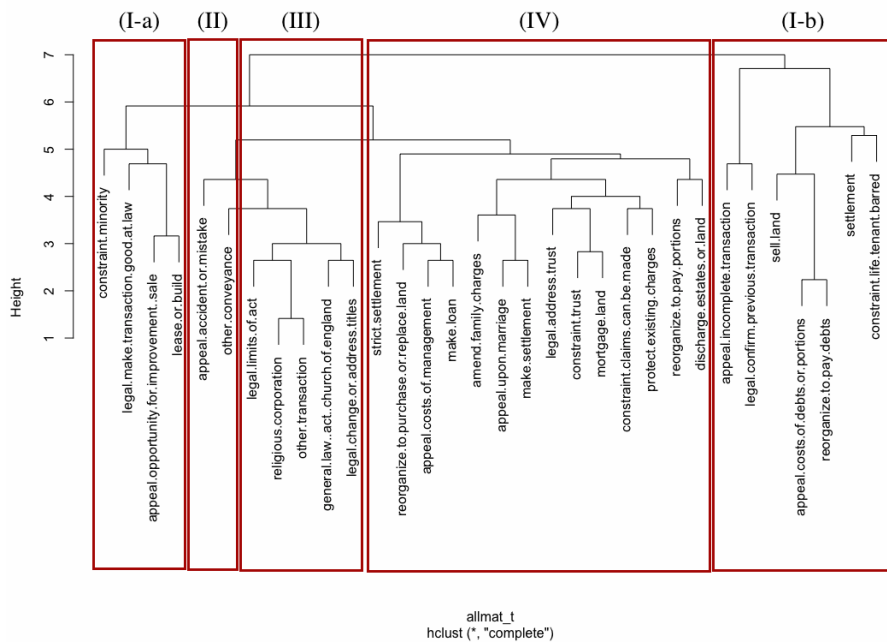 (I-a) (II) (III) (IV) (I-b)
Height
7
6
5
4
3
2
1
constraint.minority
legal.make.transaction.good.at.law
appeal.opportunity.for.improvement..sale
lease.or.build
appeal.accident.or.mistake
other.conveyance
legal.limits.of.act
religious.corporation
other.transaction
general.law..act..church.of.england
legal.change.or.address.titles
strict.settlement
reorganize.to.purchase.or.replace.land
appeal.costs.of.management
make.loan
amend.family.charges
appeal.upon.marriage
make.settlement
legal.address.trust
constraint.trust
mortgage.land
constraint.claims.can.be.made
protect.existing.charges
reorganize.to.pay.portions
discharge.estates.or.land
appeal.incomplete.transaction
legal.confirm.previous.transaction
sell.land
appeal.costs.of.debts.or.portions
reorganize.to.pay.debts
settlement
constraint.life.tenant.barred
allmat_t
hclust (*, "complete")